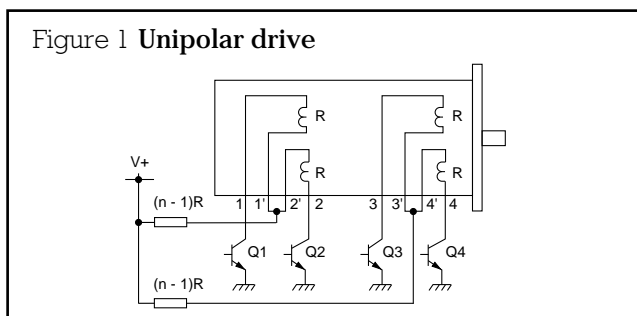 Figure 1 Unipolar drive
R
R
R
R
V+
1 1' 2' 2 3 3' 4' 4
(n - 1)R
Q1 Q2 Q3 Q4
(n - 1)R